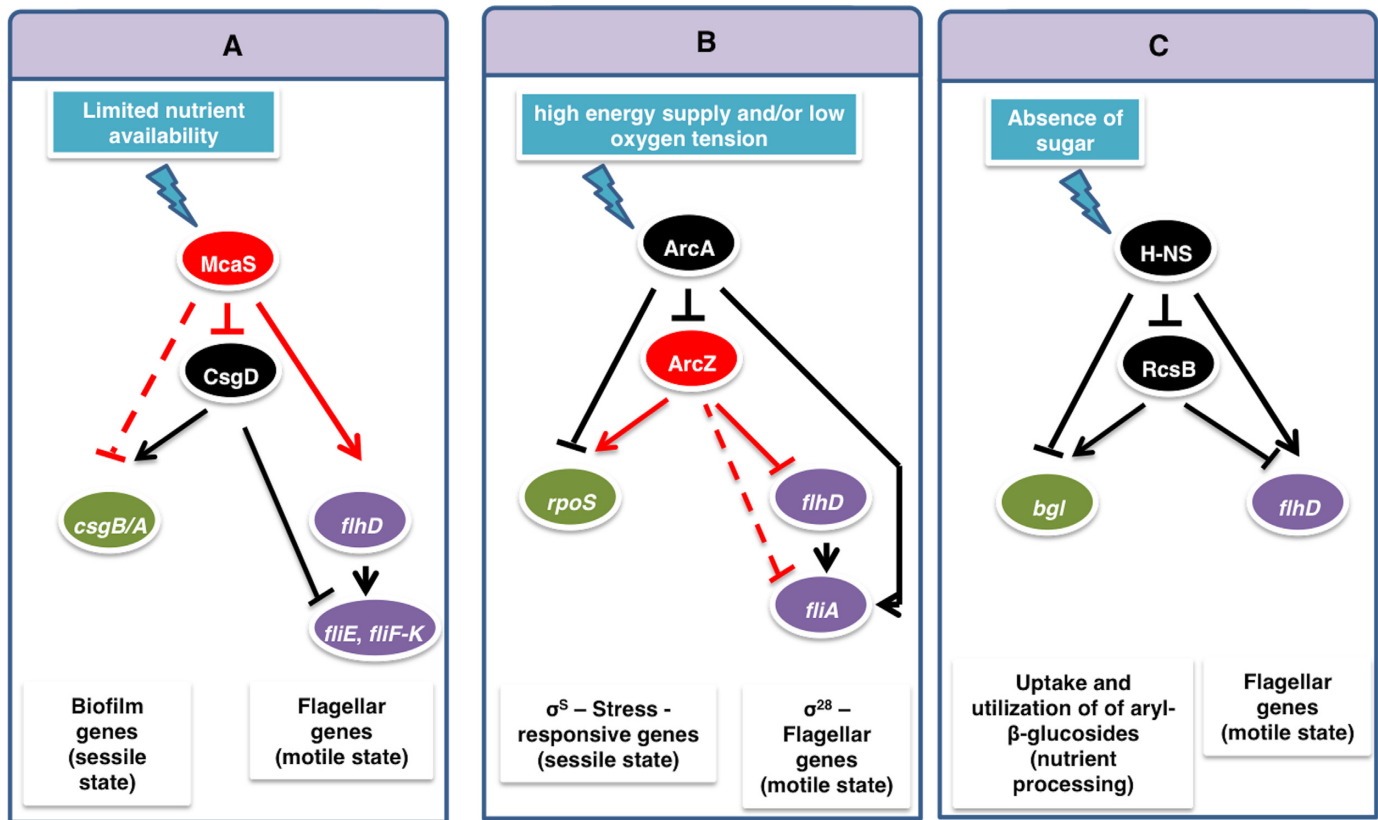 A
Limited nutrient
availability
McaS
CsgD
csgB/A
flhD
fliE, fliF-K
Biofilm
genes
(sessile
state)
Flagellar
genes
(motile state)
B
high energy supply and/or low
oxygen tension
ArcA
ArcZ
rpoS
flhD
fliA
σS – Stress -
responsive genes
(sessile state)
σ28 –
Flagellar
genes
(motile state)
C
Absence of
sugar
H-NS
RcsB
bgl
flhD
Uptake and
utilization of of aryl-
β-glucosides
(nutrient
processing)
Flagellar
genes
(motile state)